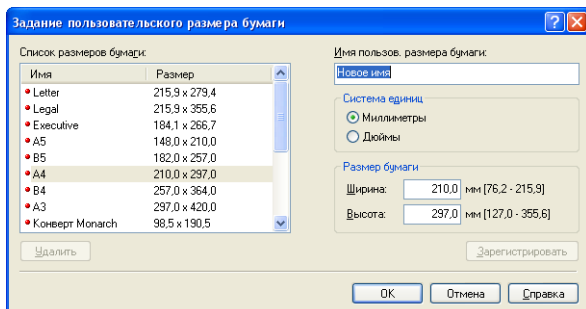 Задание пользовательского размера бумаги
Список размеров бумаги:
Имя Размер
Letter 215,9 x 279,4
Legal 215,9 x 355,6
Executive 184,1 x 266,7
A5 148,0 x 210,0
B5 182,0 x 257,0
A4 210,0 x 297,0
B4 257,0 x 364,0
A3 297,0 x 420,0
Конверт Monarch 98,5 x 190,5
Удалить
Имя пользов. размера бумаги:
Новое имя
Система единиц
Миллиметры
Дюймы
Размер бумаги
Ширина: 210,0 мм [76,2 - 215,9]
Высота: 297,0 мм [127,0 - 355,6]
Зарегистрировать
OK Отмена Справка